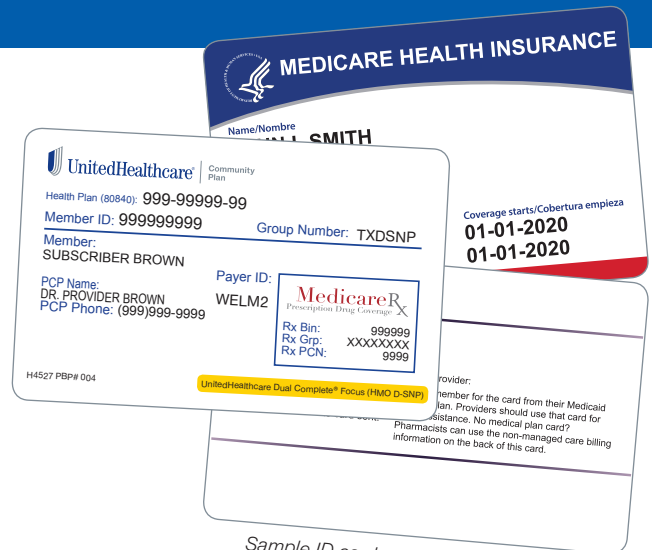 MEDICARE HEALTH INSURANCE
Name/Nombre
SMITH
Coverage starts/Cobertura empieza
01-01-2020
01-01-2020
UnitedHealthcare® Community
Plan
Health Plan (80840): 999-99999-99
Member ID: 999999999 Group Number: TXDSNP
Member:
SUBSCRIBER BROWN
PCP Name:
DR. PROVIDER BROWN
PCP Phone: (999)999-9999
Payer ID:
WELM2
MedicareRx
Prescription Drug Coverage
Rx Bin: 999999
Rx Grp: XXXXXXXX
Rx PCN: 9999
H4527 PBP# 004
UnitedHealthcare Dual Complete® Focus (HMO D-SNP)
rovider:
member for the card from their Medicaid
lan. Providers should use that card for
sistance. No medical plan card?
Pharmacists can use the non-managed care billing
information on the back of this card.
Sample ID card